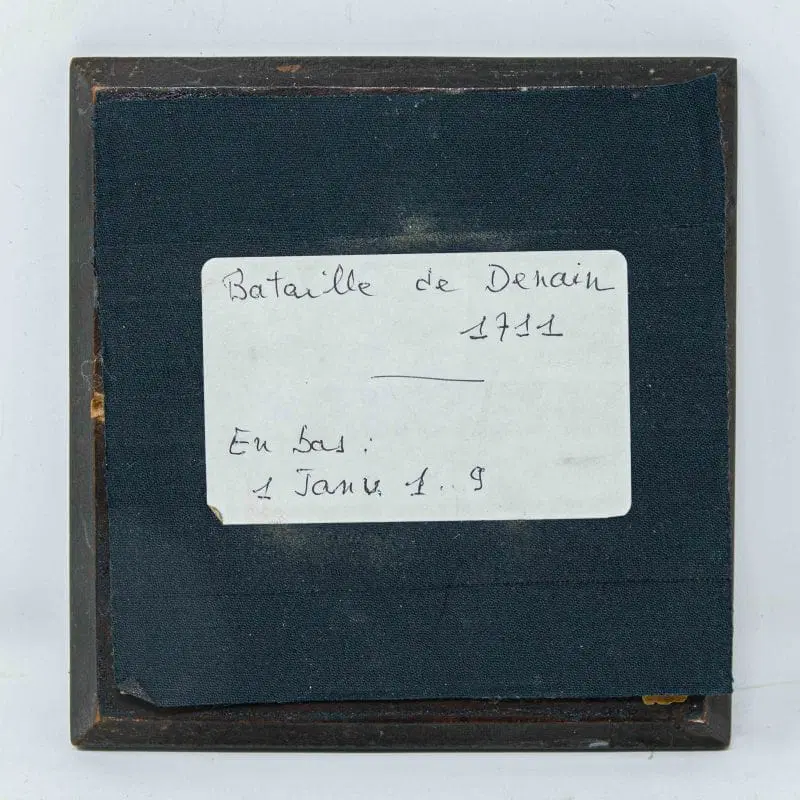 Bataille de Denain
1711
En bas :
1 Janv. 1..9